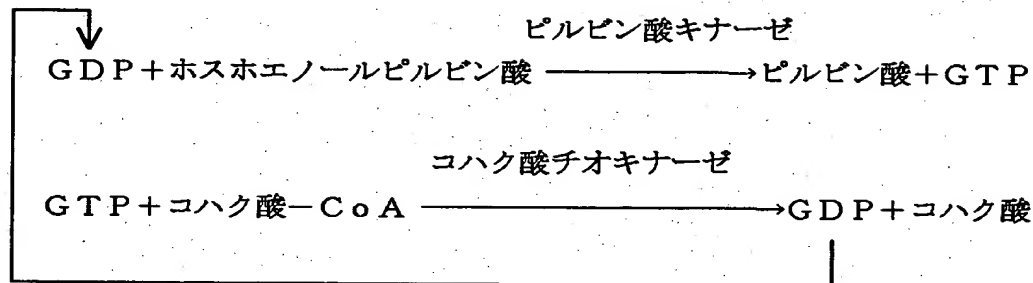 ピルビン酸キナーゼ
GDP+ホスホエノールピルビン酸 ⟶ ピルビン酸+GTP
コハク酸チオキナーゼ
GTP+コハク酸-CoA ⟶ GDP+コハク酸